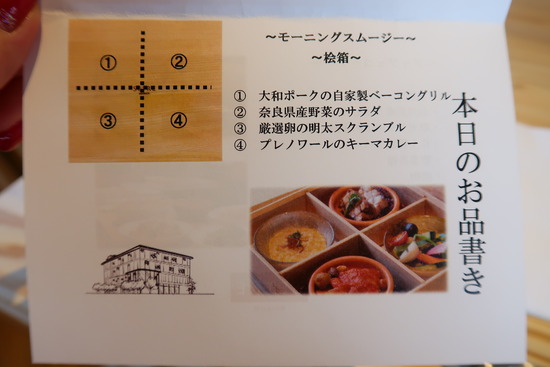 本日のお品書き
～モーニングスムージー～
～桧箱～
① 大和ポークの自家製ベーコングリル
② 奈良県産野菜のサラダ
③ 厳選卵の明太スクランブル
④ プレノワールのキーマカレー
① ②
③ ④